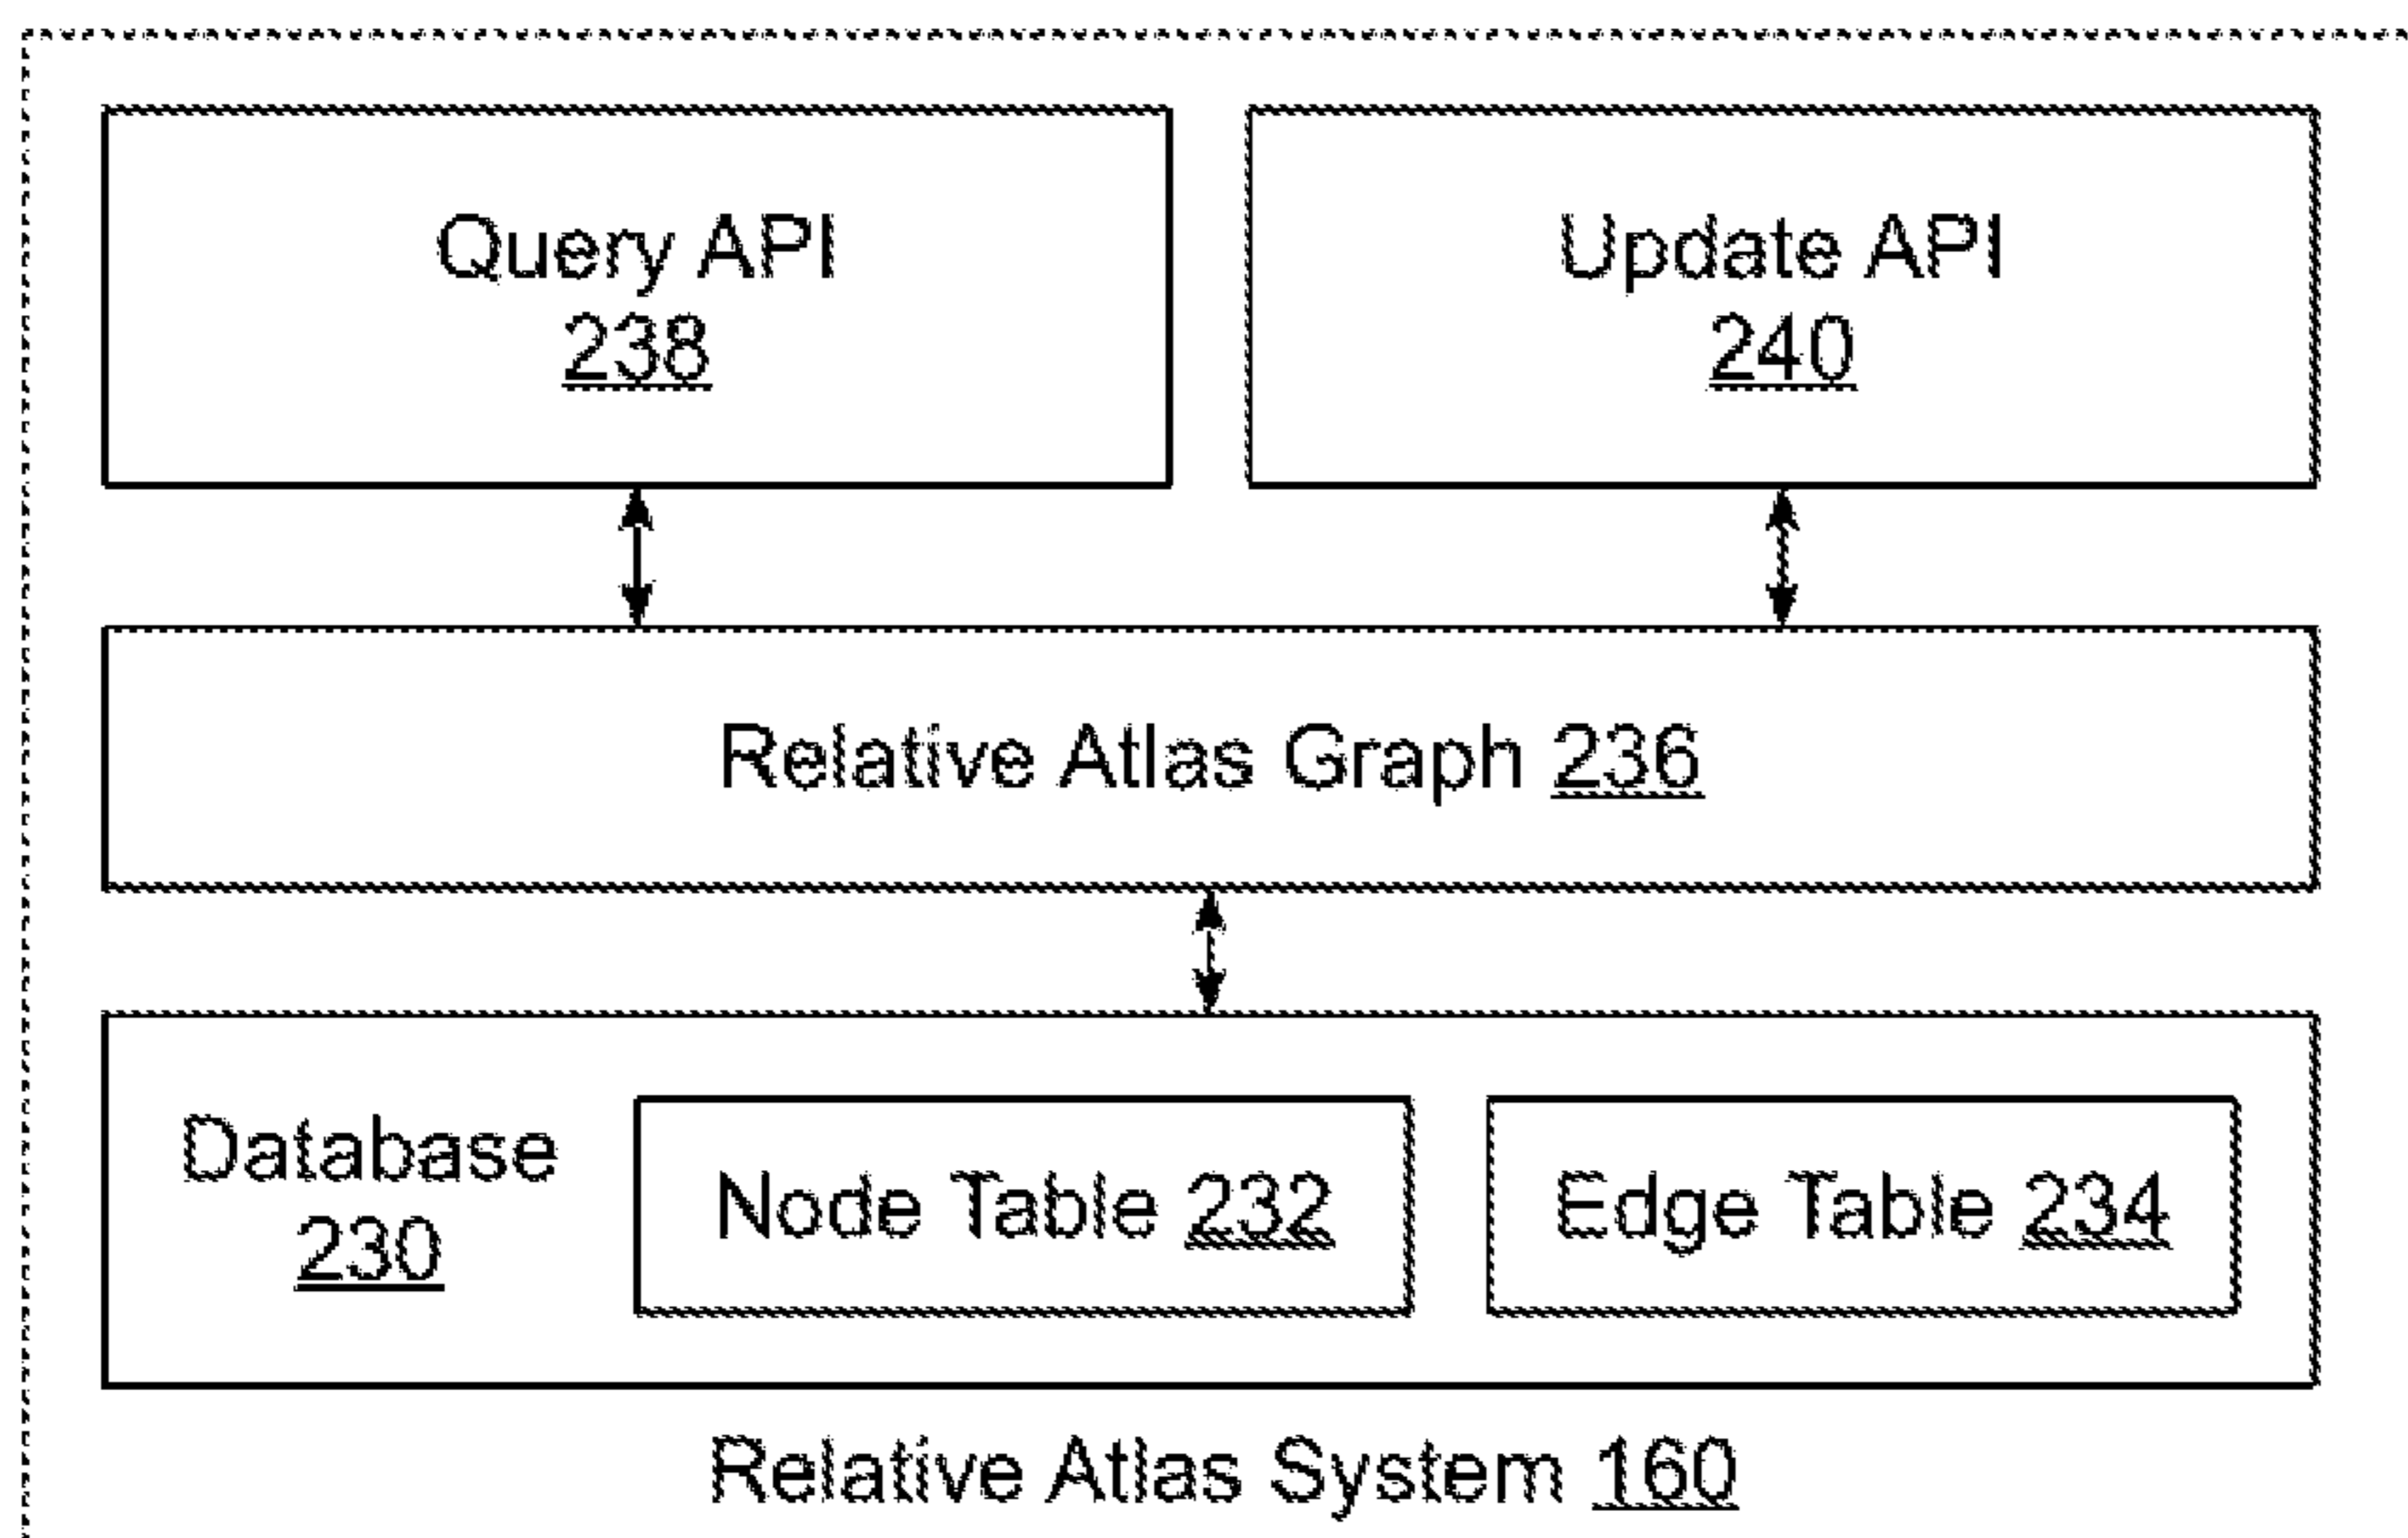 Query API
238
Update API
240
Relative Atlas Graph 236
Database
230
Node Table 232
Edge Table 234
Relative Atlas System 160